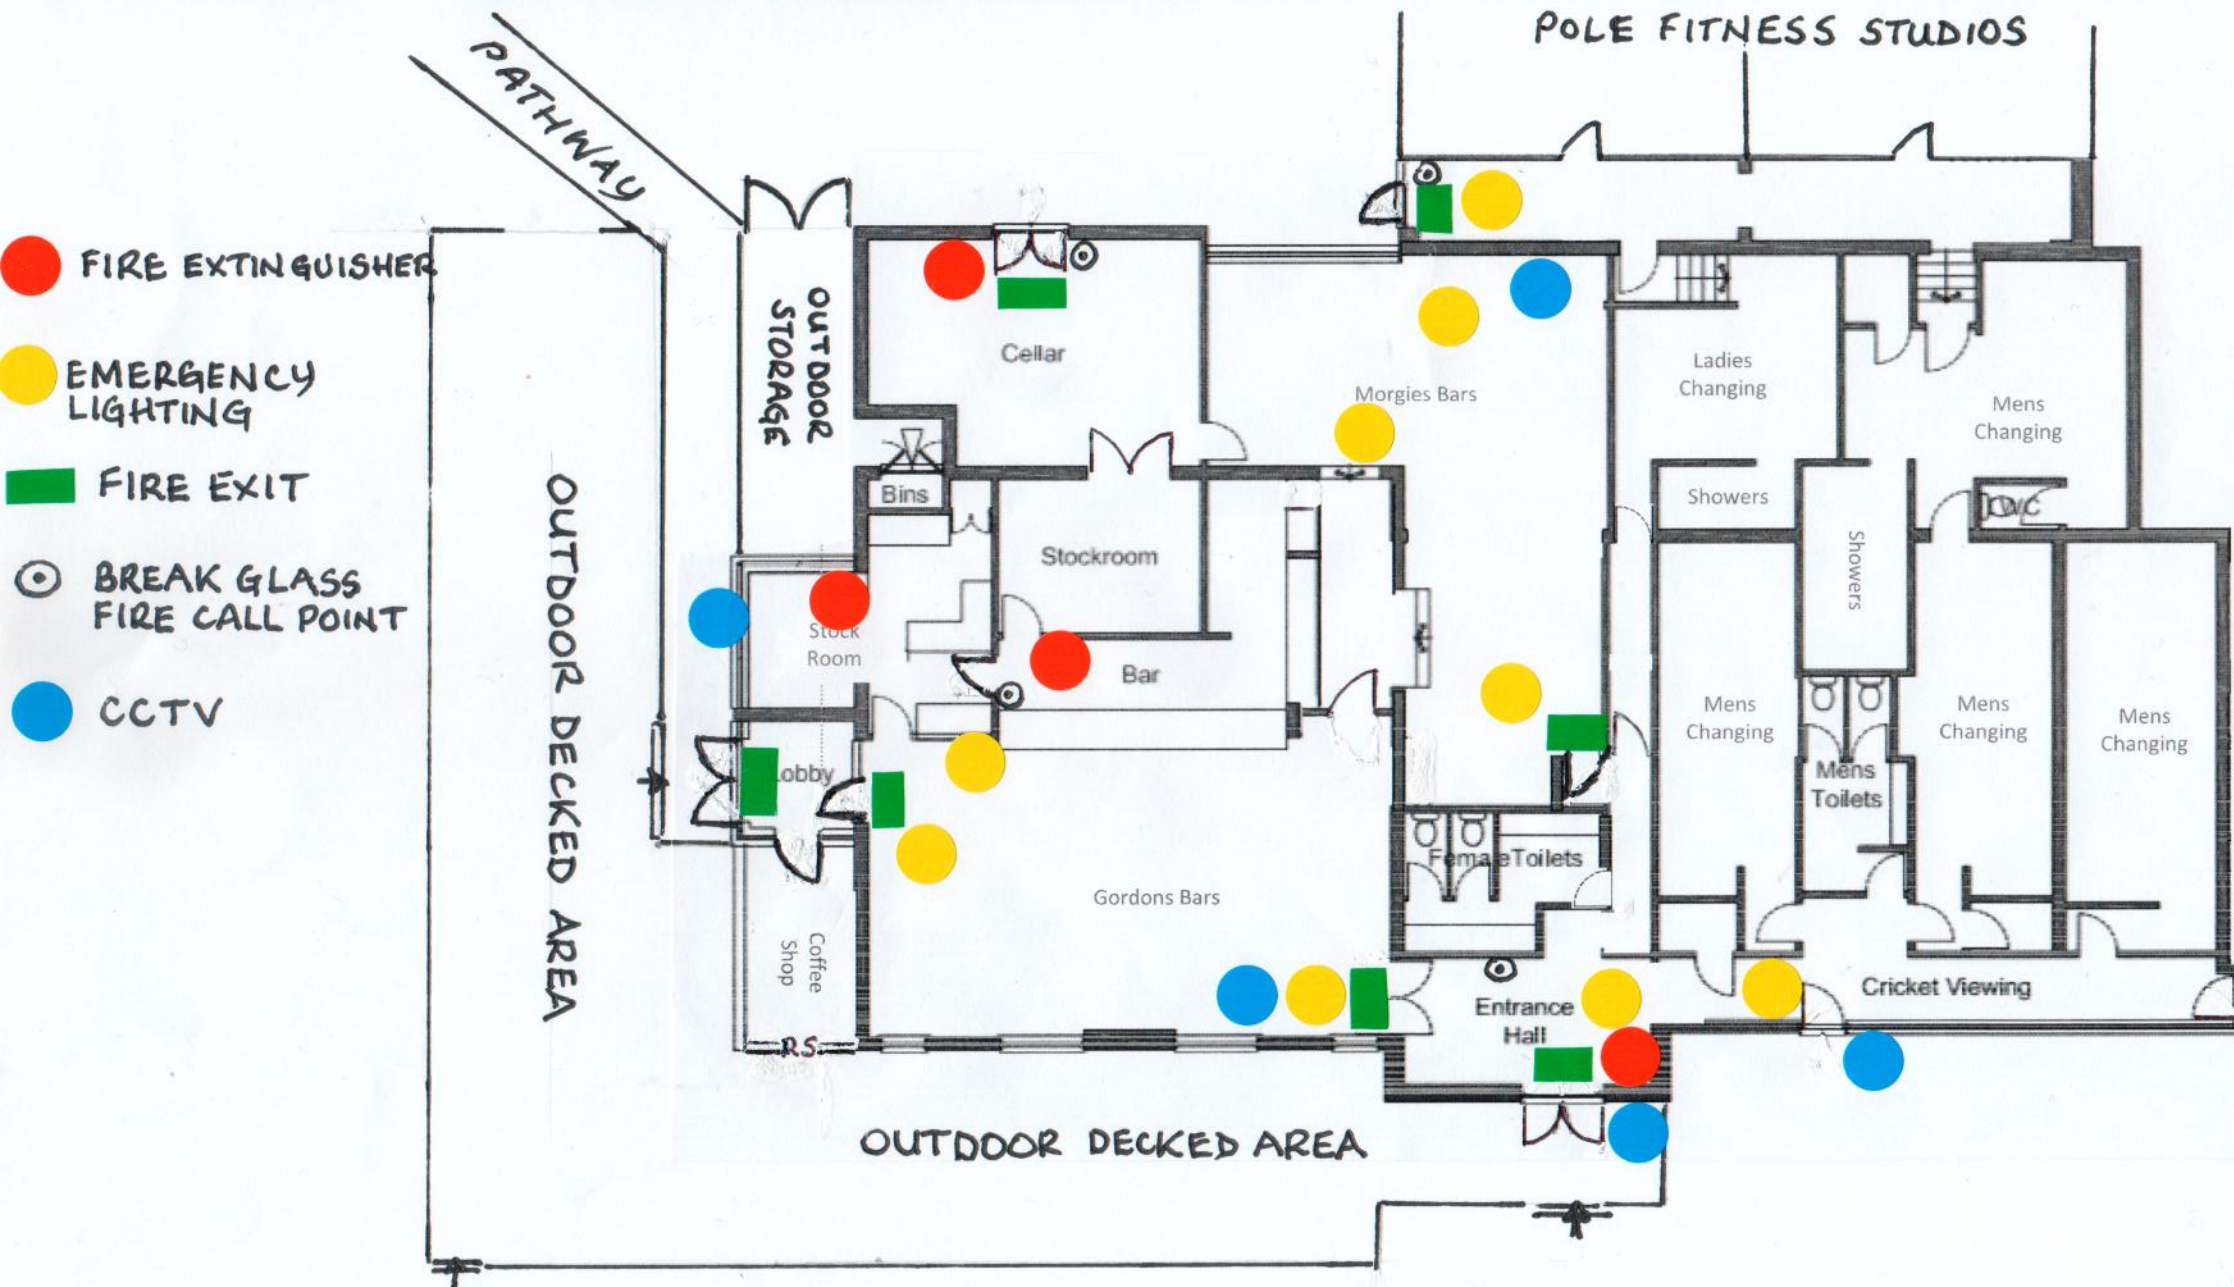 POLE FITNESS STUDIOS
PATHWAY
FIRE EXTINGUISHER
EMERGENCY
LIGHTING
FIRE EXIT
BREAK GLASS
FIRE CALL POINT
CCTV
OUTDOOR DECKED AREA
OUTDOOR
STORAGE
Cellar
Morgies Bars
Ladies
Changing
Mens
Changing
Bins
Showers
WC
Stockroom
Showers
Stock
Room
Bar
Mens
Changing
Mens
Changing
Mens
Changing
Lobby
Mens
Toilets
Female Toilets
Gordons Bars
Coffee
Shop
Cricket Viewing
Entrance
Hall
RS
OUTDOOR DECKED AREA